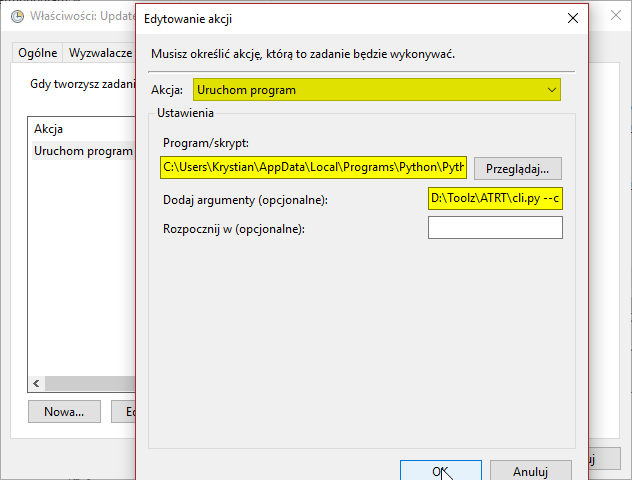 Właściwości: Update
Edytowanie akcji
Ogólne
Wyzwalacze
Musisz określić akcję, którą to zadanie będzie wykonywać.
Gdy tworzysz zadani
Akcja:
Uruchom program
Ustawienia
Akcja
Uruchom program
Program/skrypt:
C:\Users\Krystian\AppData\Local\Programs\Python\Pyth
Przeglądaj...
Dodaj argumenty (opcjonalne):
D:\Toolz\ATRT\cli.py --c
Rozpocznij w (opcjonalne):
Nowa...
Ed
OK
Anuluj
uj